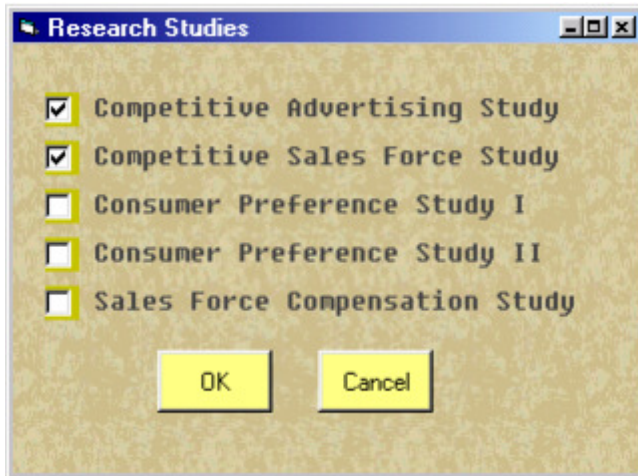 Research Studies
Competitive Advertising Study
Competitive Sales Force Study
Consumer Preference Study I
Consumer Preference Study II
Sales Force Compensation Study
OK Cancel